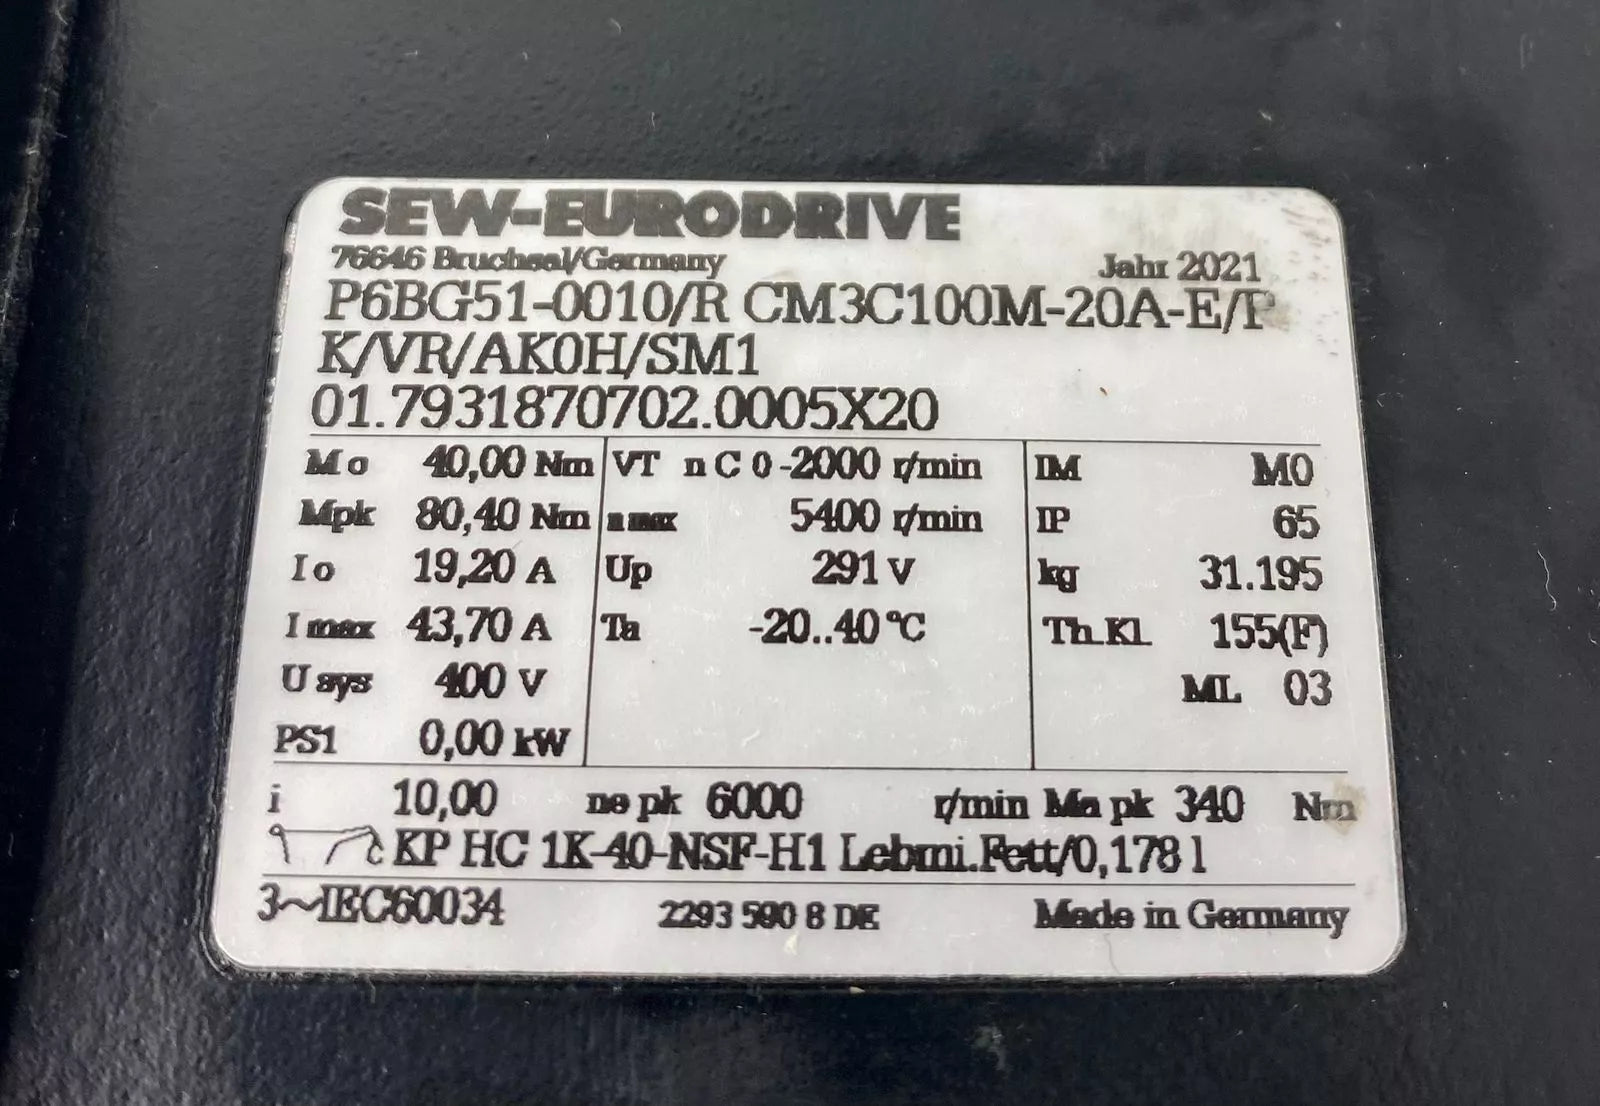 SEW-EURODRIVE
76646 Bruchsal/Germany Jahr 2021
P6BG51-0010/R CM3C100M-20A-E/P
K/VR/AK0H/SM1
01.7931870702.0005X20
Mo 40,00 Nm VT n C 0-2000 r/min IM M0
Mpk 80,40 Nm n max 5400 r/min IP 65
Io 19,20 A Up 291 V kg 31.195
I max 43,70 A Ta -20..40 °C Th.Kl. 155(F)
U sys 400 V ML 03
PS1 0,00 kW
i 10,00 ne pk 6000 r/min Ma pk 340 Nm
KP HC 1K-40-NSF-H1 Lebmi.Fett/0,178 l
3~IEC60034 2293 590 8 DE Made in Germany